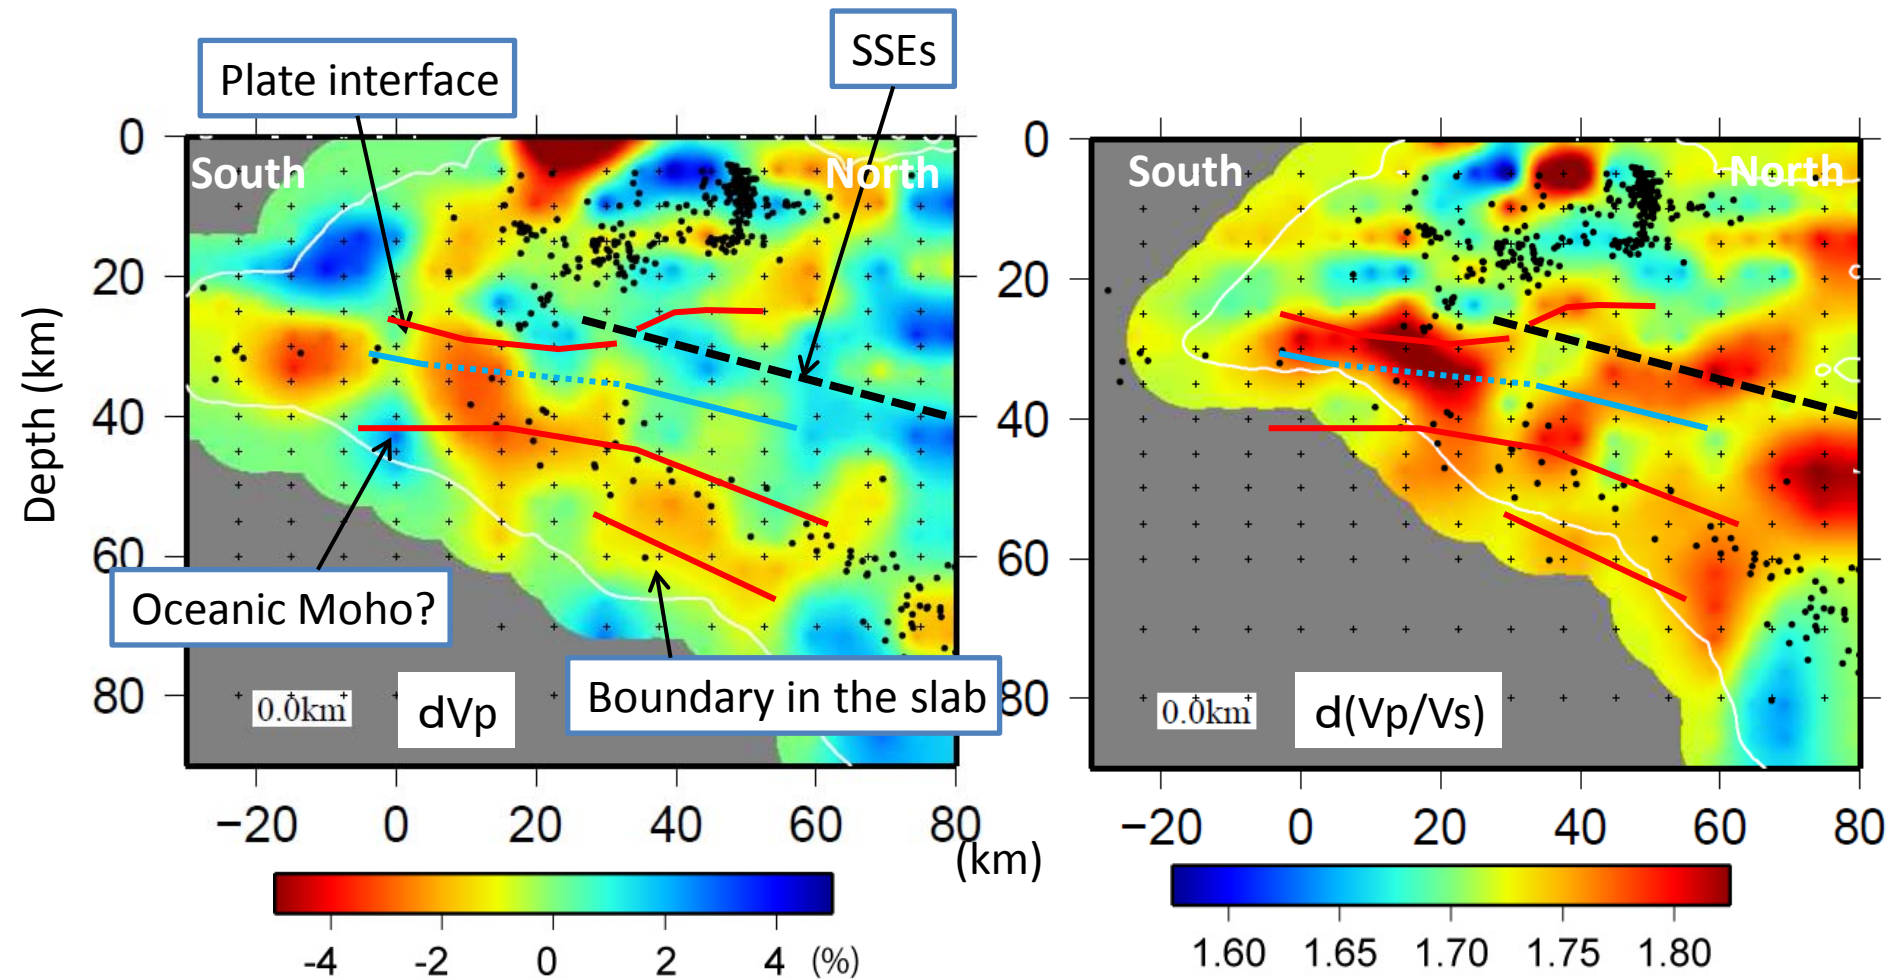 Plate interface
SSEs
South
North
South
North
0
20
40
60
80
Depth (km)
0
20
40
60
80
Oceanic Moho?
Boundary in the slab
0.0km
dVp
0.0km
d(Vp/Vs)
−20 0 20 40 60 80
(km)
−20 0 20 40 60 80
-4 -2 0 2 4 (%)
1.60 1.65 1.70 1.75 1.80